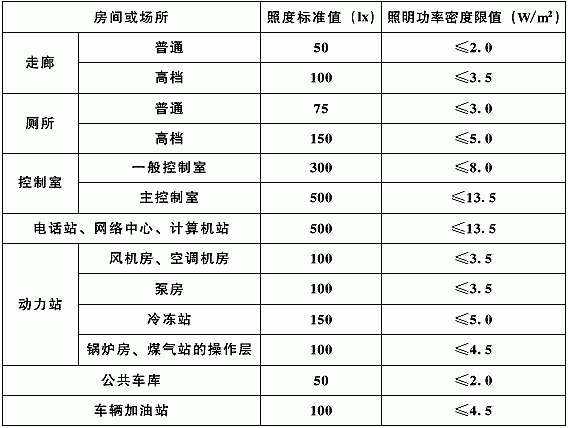 房间或场所 照度标准值（lx） 照明功率密度限值（W/m²）
走廊 普通 50 ≤2.0
高档 100 ≤3.5
厕所 普通 75 ≤3.0
高档 150 ≤5.0
控制室 一般控制室 300 ≤8.0
主控制室 500 ≤13.5
电话站、网络中心、计算机站 500 ≤13.5
动力站 风机房、空调机房 100 ≤3.5
泵房 100 ≤3.5
冷冻站 150 ≤5.0
锅炉房、煤气站的操作层 100 ≤4.5
公共车库 50 ≤2.0
车辆加油站 100 ≤4.5